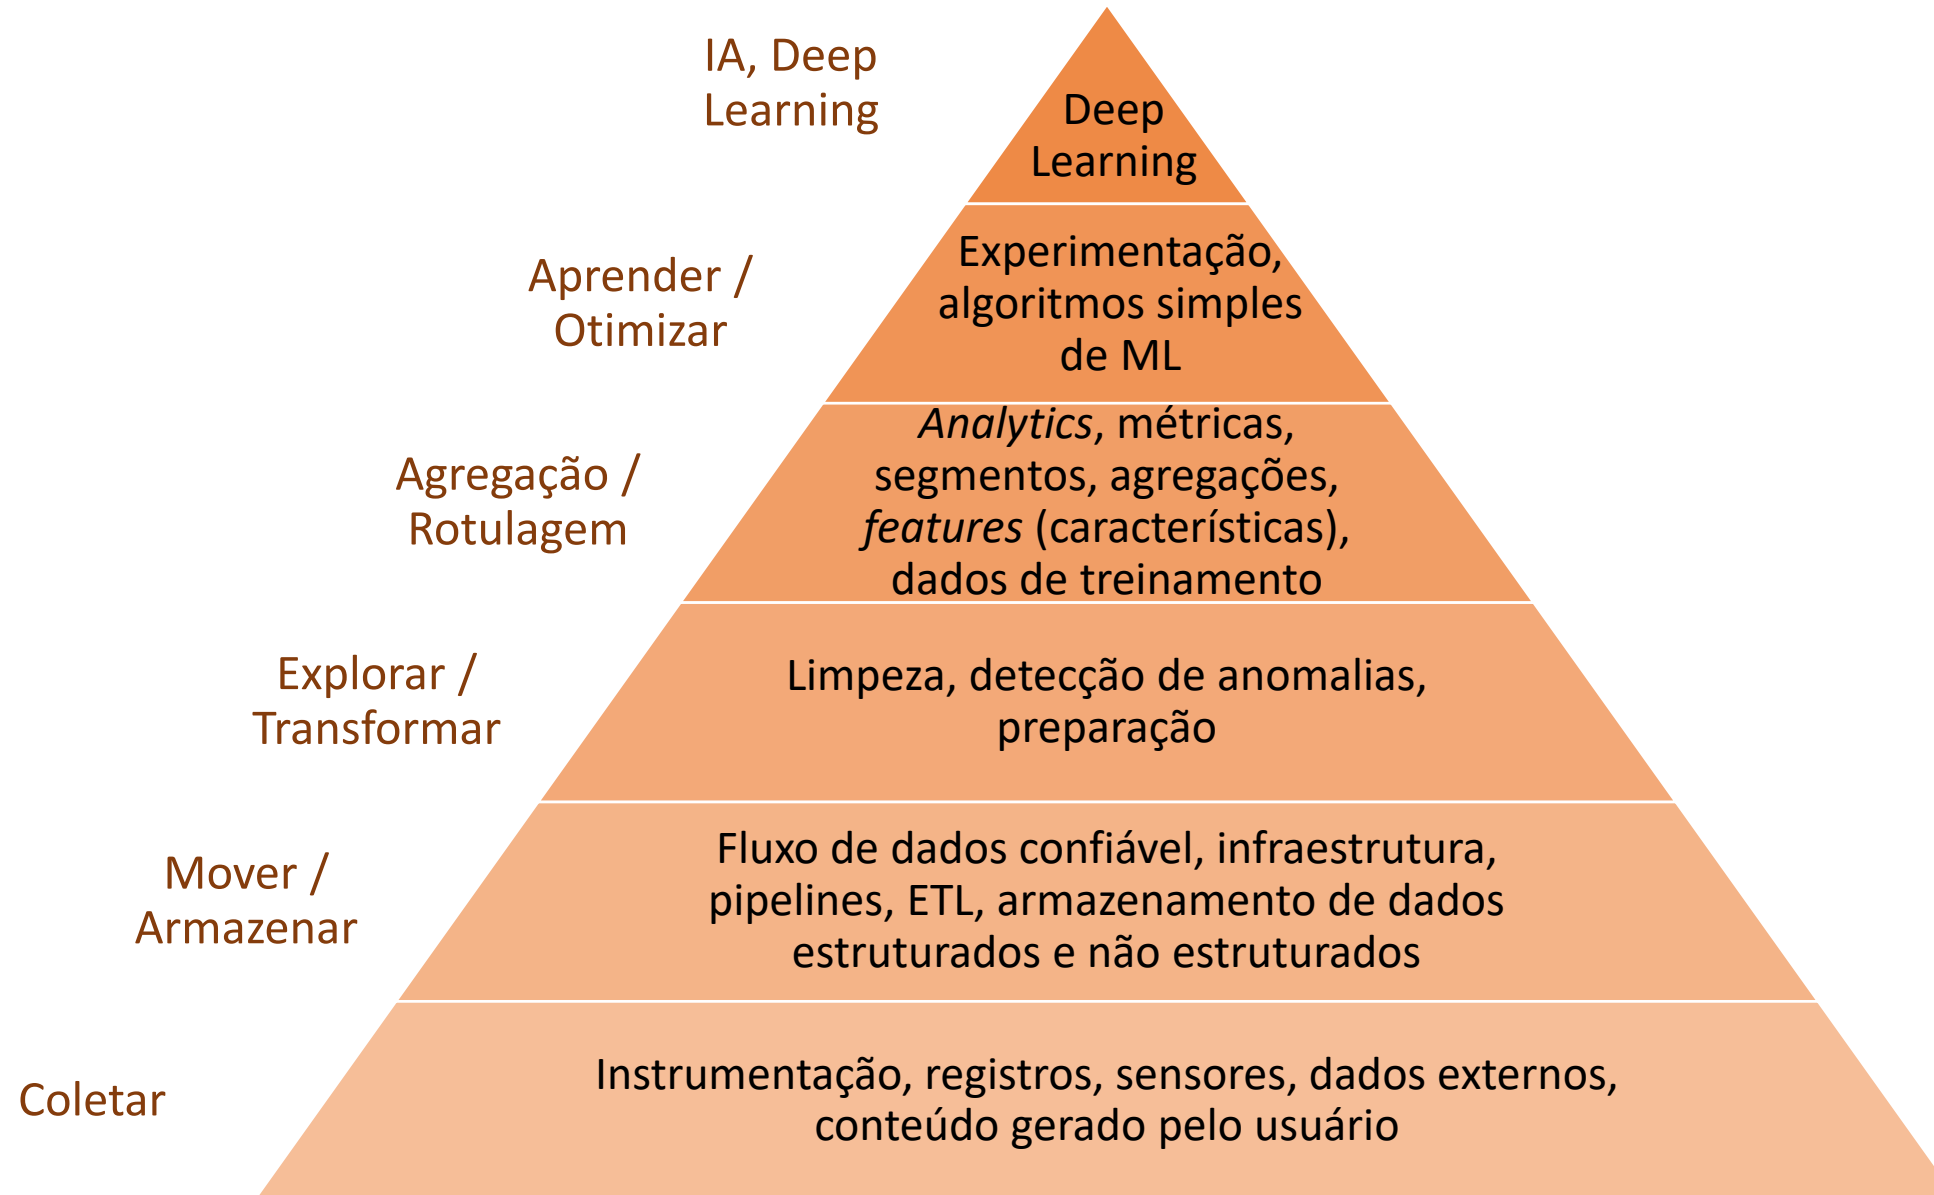 IA, Deep
Learning
Deep
Learning
Aprender /
Otimizar
Experimentação,
algoritmos simples
de ML
Agregação /
Rotulagem
Analytics, métricas,
segmentos, agregações,
features (características),
dados de treinamento
Explorar /
Transformar
Limpeza, detecção de anomalias,
preparação
Mover /
Armazenar
Fluxo de dados confiável, infraestrutura,
pipelines, ETL, armazenamento de dados
estruturados e não estruturados
Coletar
Instrumentação, registros, sensores, dados externos,
conteúdo gerado pelo usuário